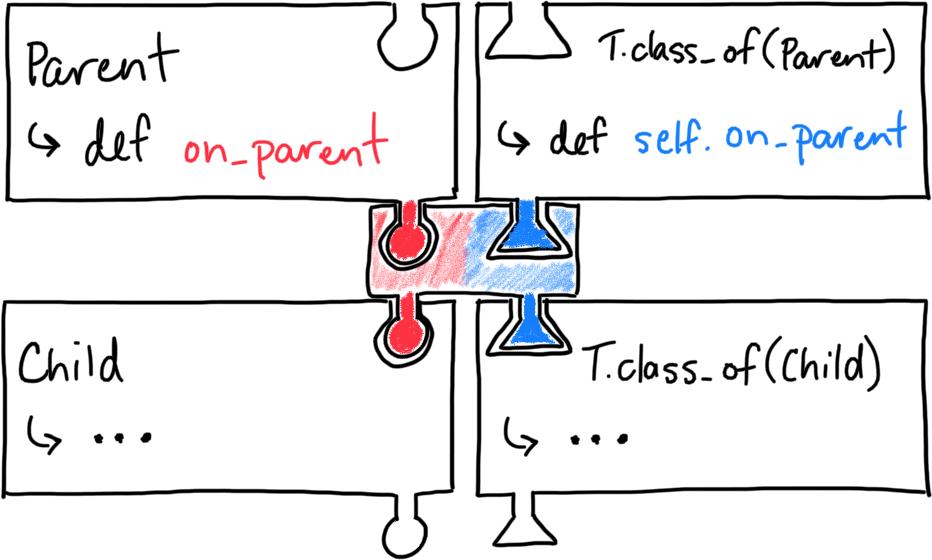 Parent
↳ def on_parent
T.class_of(Parent)
↳ def self.on_parent
Child
↳ ...
T.class_of(Child)
↳ ...